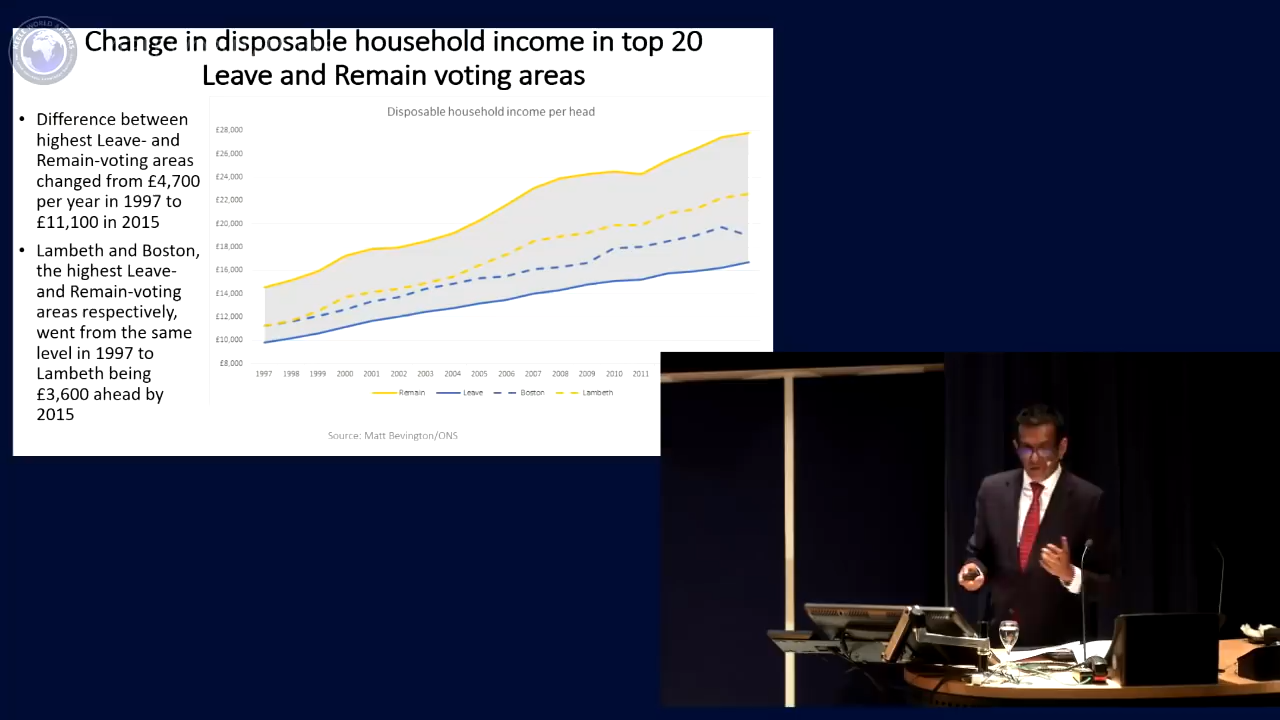 KEELE WORLD AFFAIRS
Change in disposable household income in top 20
Leave and Remain voting areas
• Difference between
highest Leave- and
Remain-voting areas
changed from £4,700
per year in 1997 to
£11,100 in 2015
• Lambeth and Boston,
the highest Leave-
and Remain-voting
areas respectively,
went from the same
level in 1997 to
Lambeth being
£3,600 ahead by
2015
Disposable household income per head
£28,000
£26,000
£24,000
£22,000
£20,000
£18,000
£16,000
£14,000
£12,000
£10,000
£8,000
1997 1998 1999 2000 2001 2002 2003 2004 2005 2006 2007 2008 2009 2010 2011
Remain Leave Boston Lambeth
Source: Matt Bevington/ONS